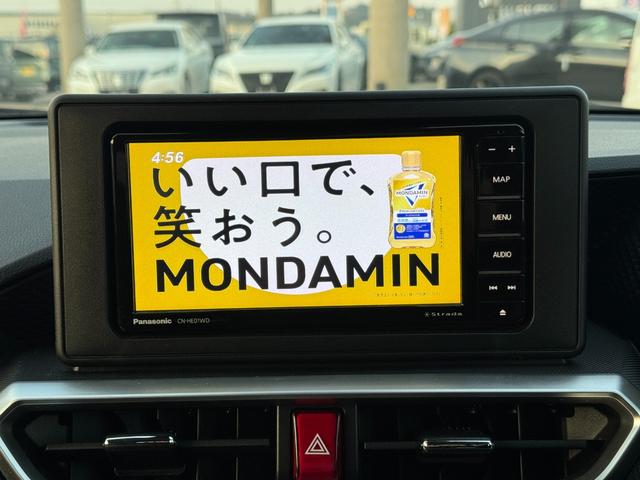 4:56
いい口で、
笑おう。
MONDAMIN
MONDAMIN
− +
MAP
MENU
AUDIO
Panasonic CN-HE01WD
Strada